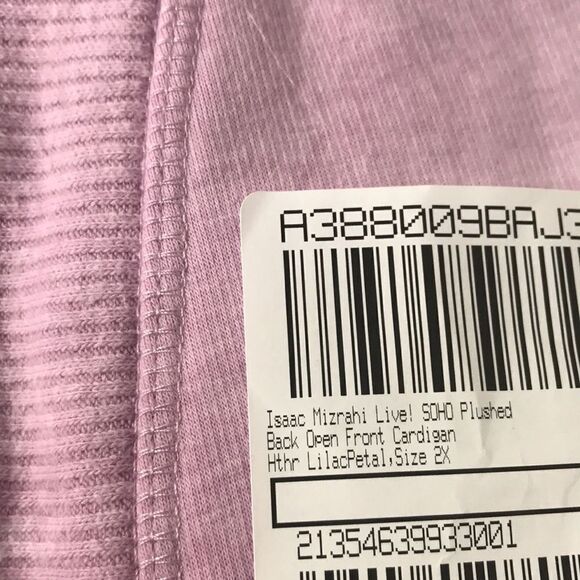 A388009BAJ3
Isaac Mizrahi Live! SOHO Plushed
Back Open Front Cardigan
Hthr LilacPetal,Size 2X
21354639933001